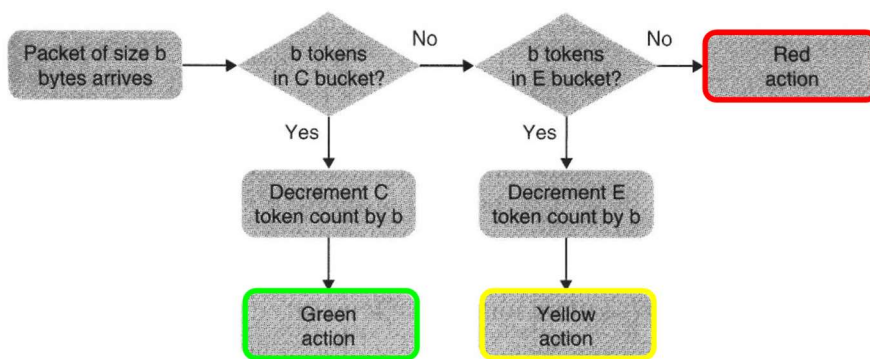 Packet of size b
bytes arrives
b tokens
in C bucket?
No
b tokens
in E bucket?
No
Red
action
Yes
Yes
Decrement C
token count by b
Decrement E
token count by b
Green
action
Yellow
action